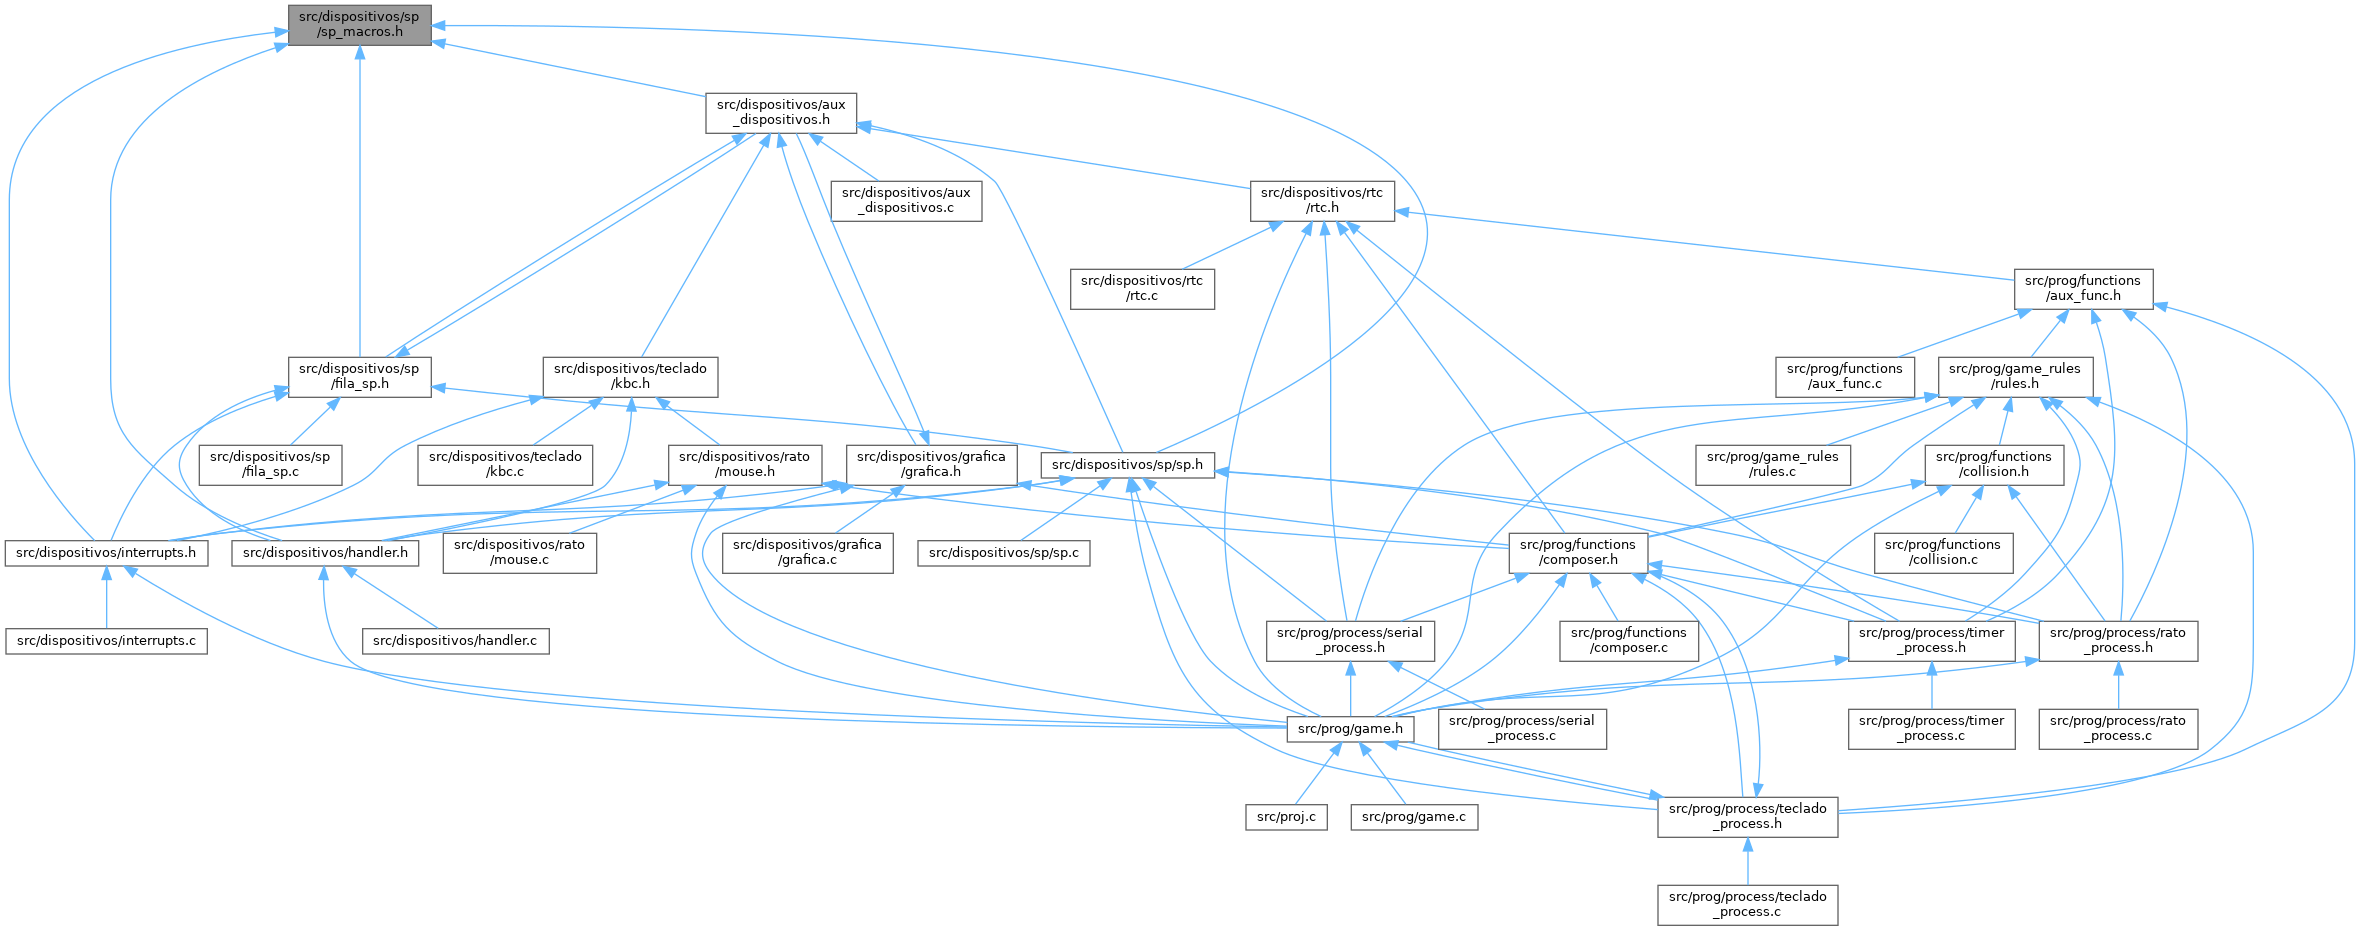 src/dispositivos/sp
/sp_macros.h
src/dispositivos/aux
_dispositivos.h
src/dispositivos/aux
_dispositivos.c
src/dispositivos/rtc
/rtc.h
src/dispositivos/rtc
/rtc.c
src/prog/functions
/aux_func.h
src/dispositivos/sp
/fila_sp.h
src/dispositivos/teclado
/kbc.h
src/prog/functions
/aux_func.c
src/prog/game_rules
/rules.h
src/dispositivos/sp
/fila_sp.c
src/dispositivos/teclado
/kbc.c
src/dispositivos/rato
/mouse.h
src/dispositivos/grafica
/grafica.h
src/dispositivos/sp/sp.h
src/prog/game_rules
/rules.c
src/prog/functions
/collision.h
src/dispositivos/interrupts.h
src/dispositivos/handler.h
src/dispositivos/rato
/mouse.c
src/dispositivos/grafica
/grafica.c
src/dispositivos/sp/sp.c
src/prog/functions
/composer.h
src/prog/functions
/collision.c
src/dispositivos/interrupts.c
src/dispositivos/handler.c
src/prog/process/serial
_process.h
src/prog/functions
/composer.c
src/prog/process/timer
_process.h
src/prog/process/rato
_process.h
src/prog/game.h
src/prog/process/serial
_process.c
src/prog/process/timer
_process.c
src/prog/process/rato
_process.c
src/proj.c
src/prog/game.c
src/prog/process/teclado
_process.h
src/prog/process/teclado
_process.c